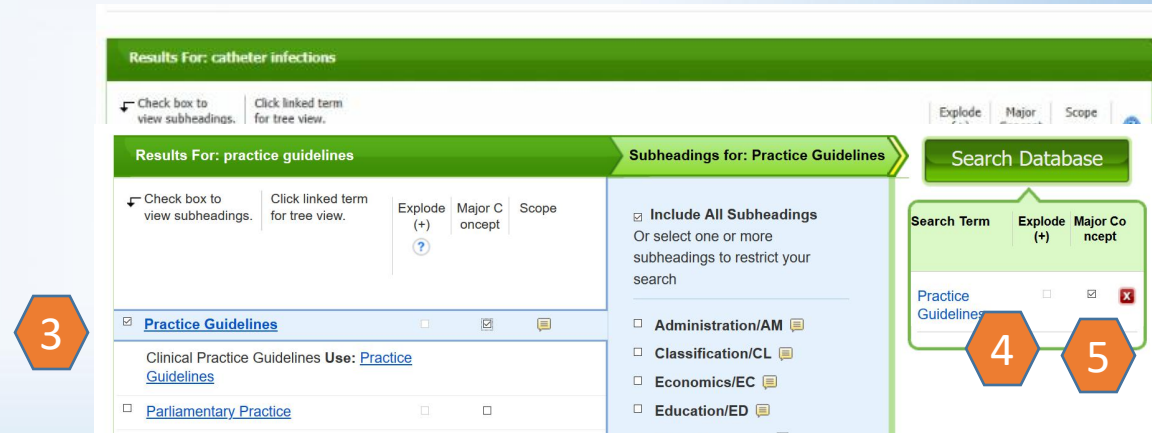 Results For: catheter infections
Check box to
view subheadings.
Click linked term
for tree view.
Explode
Major
Scope
Results For: practice guidelines
Subheadings for: Practice Guidelines
Search Database
Check box to
view subheadings.
Click linked term
for tree view.
Explode
(+)
?
Major C
oncept
Scope
Include All Subheadings
Or select one or more
subheadings to restrict your
search
Search Term
Explode
(+)
Major Co
ncept
Practice
Guidelines
3
4
5
Practice Guidelines
Clinical Practice Guidelines Use: Practice
Guidelines
Parliamentary Practice
Administration/AM
Classification/CL
Economics/EC
Education/ED